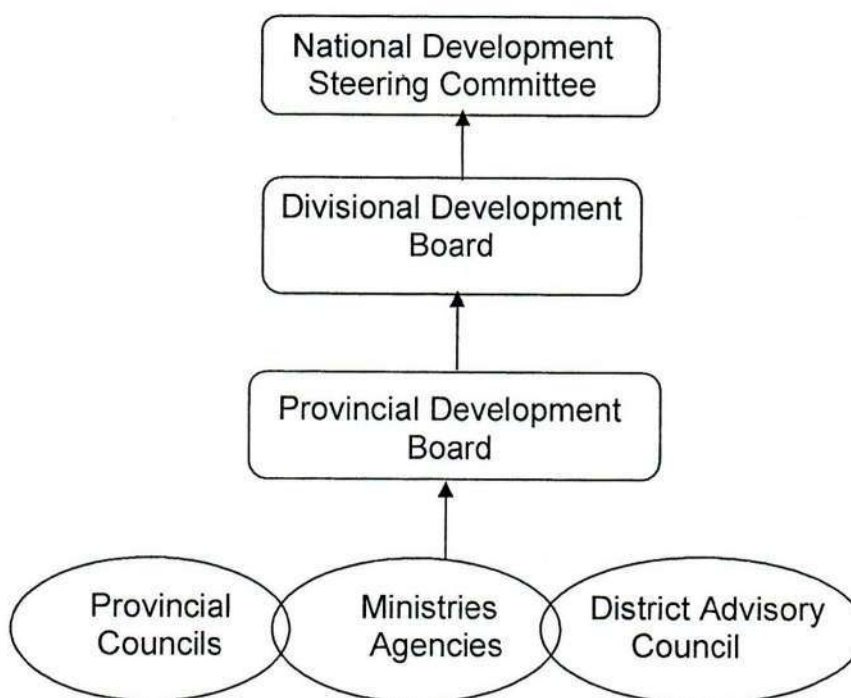 National Development
Steering Committee
Divisional Development
Board
Provincial Development
Board
Provincial
Councils
Ministries
Agencies
District Advisory
Council